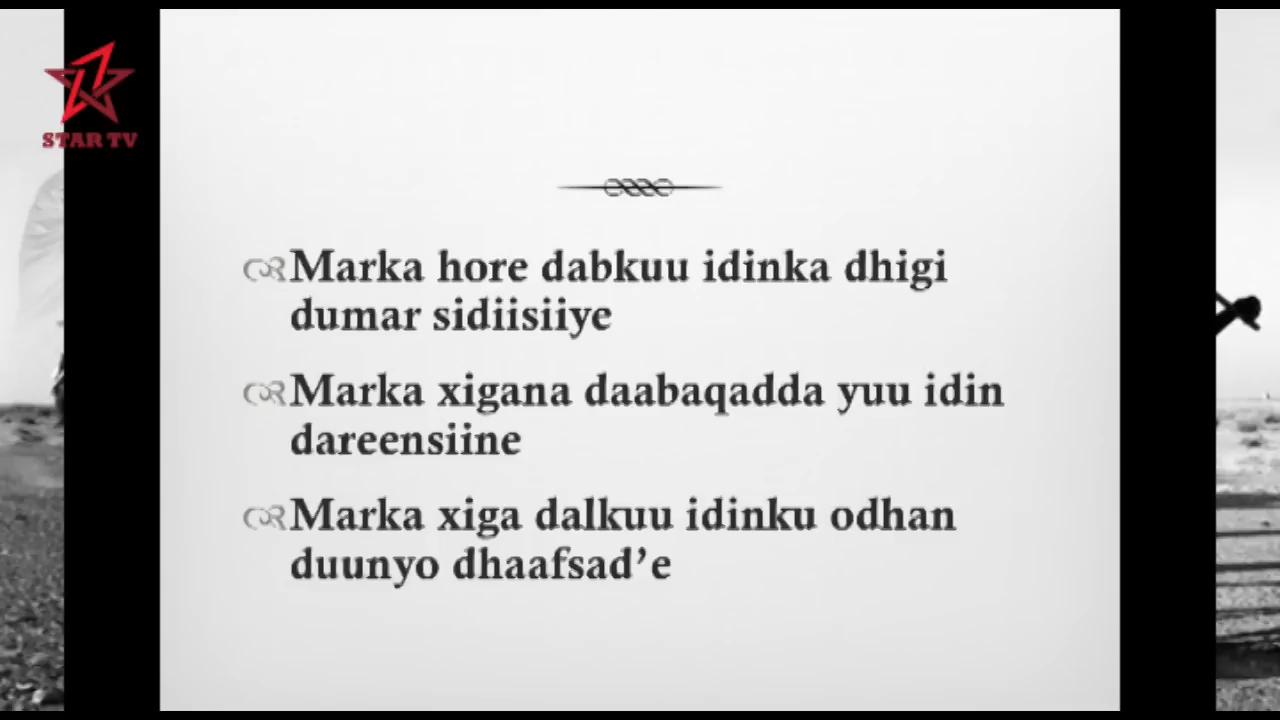 STAR TV
Marka hore dabkuu idinka dhigi
dumar sidiisiiye
Marka xigana daabaqadda yuu idin
dareensiine
Marka xiga dalkuu idinku odhan
duunyo dhaafsad’e